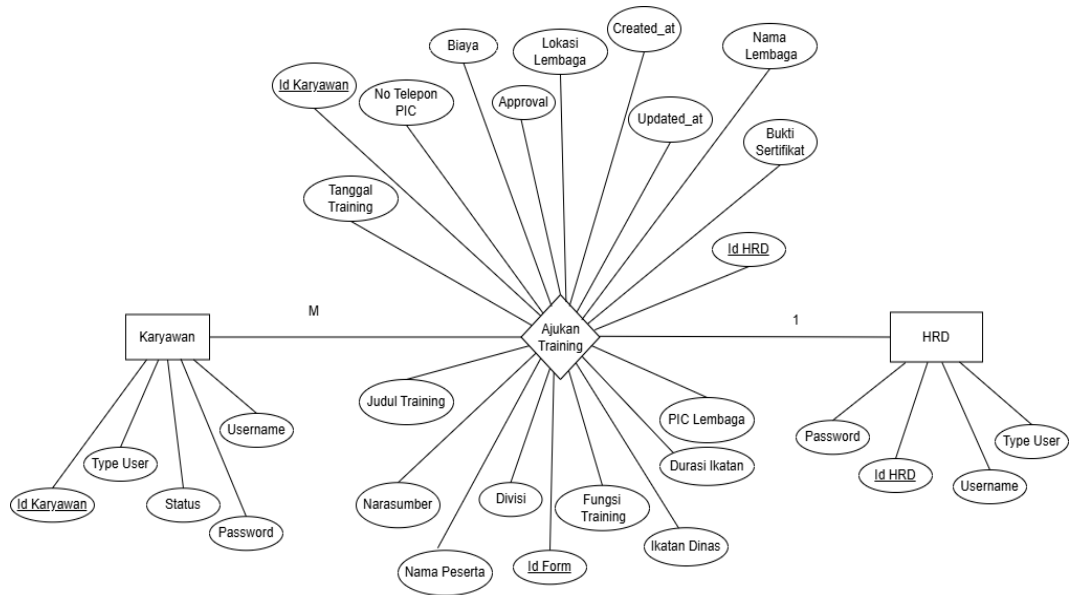 Created_at
Nama
Lembaga
Biaya
Lokasi
Lembaga
Id Karyawan
No Telepon
PIC
Approval
Updated_at
Bukti
Sertifikat
Tanggal
Training
Id HRD
M
1
Karyawan
Ajukan
Training
HRD
Judul Training
PIC Lembaga
Username
Password
Type User
Type User
Durasi Ikatan
Id HRD
Username
Id Karyawan
Status
Narasumber
Divisi
Fungsi
Training
Password
Ikatan Dinas
Nama Peserta
Id Form